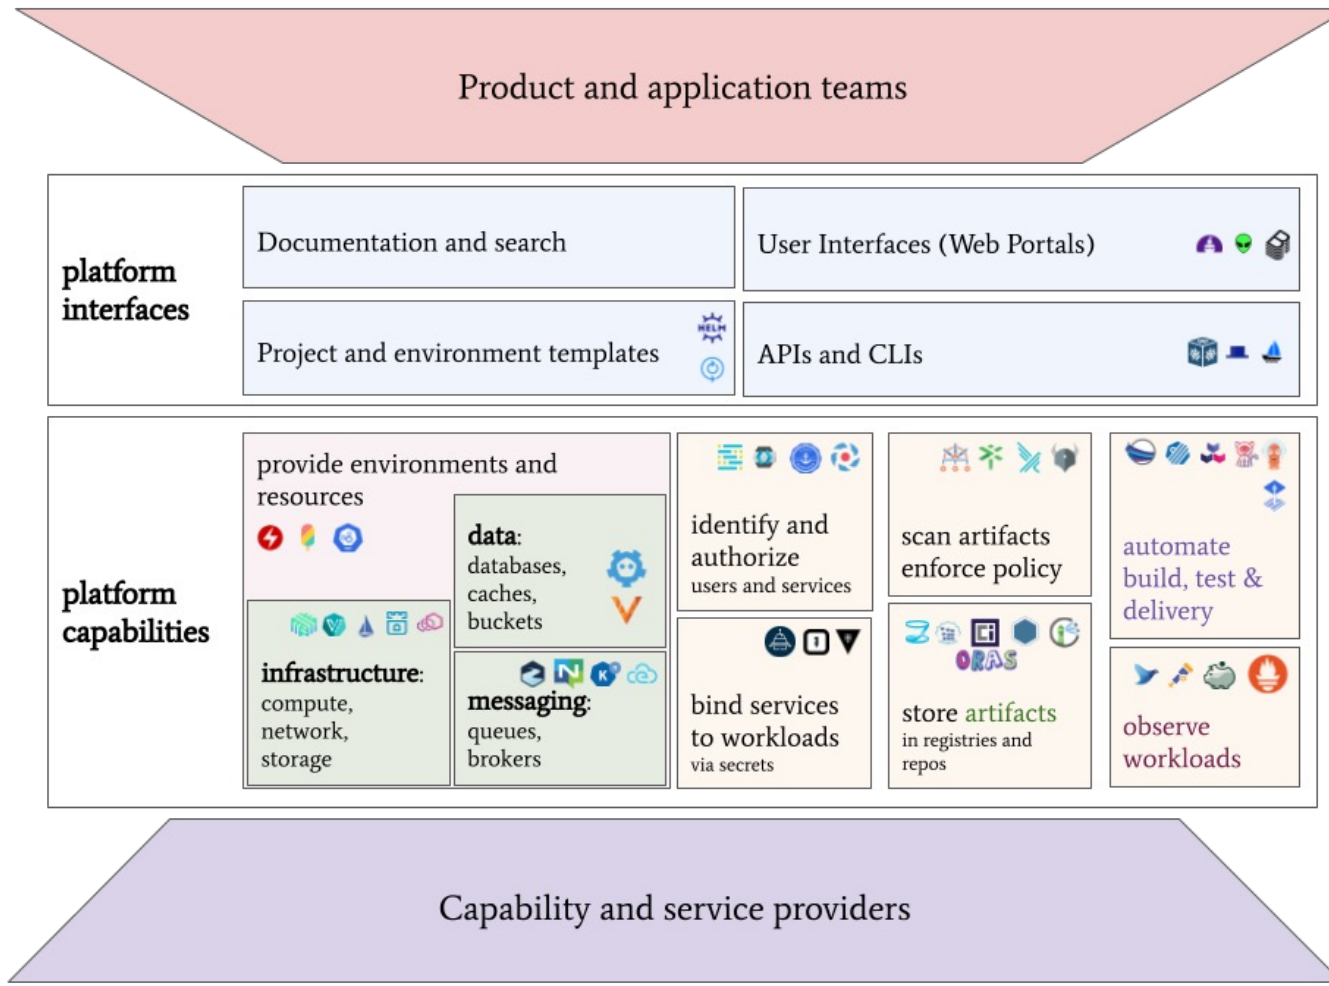 Product and application teams
platform
interfaces
Documentation and search
User Interfaces (Web Portals)
Project and environment templates
HELM
APIs and CLIs
platform
capabilities
provide environments and
resources
data:
databases,
caches,
buckets
infrastructure:
compute,
network,
storage
messaging:
queues,
brokers
identify and
authorize
users and services
bind services
to workloads
via secrets
scan artifacts
enforce policy
ORAS
store artifacts
in registries and
repos
automate
build, test &
delivery
observe
workloads
Capability and service providers